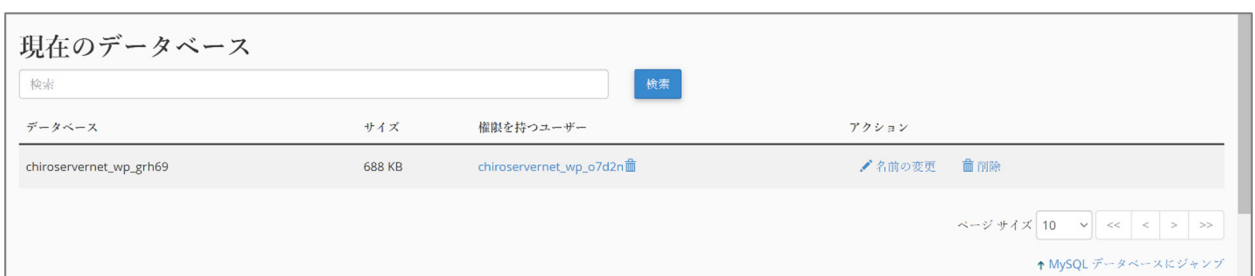 現在のデータベース
検索
検索
データベース サイズ 権限を持つユーザー アクション
chiroservernet_wp_grh69 688 KB chiroservernet_wp_o7d2n 名前の変更 削除
ページ サイズ 10 << < > >>
MySQL データベースにジャンプ